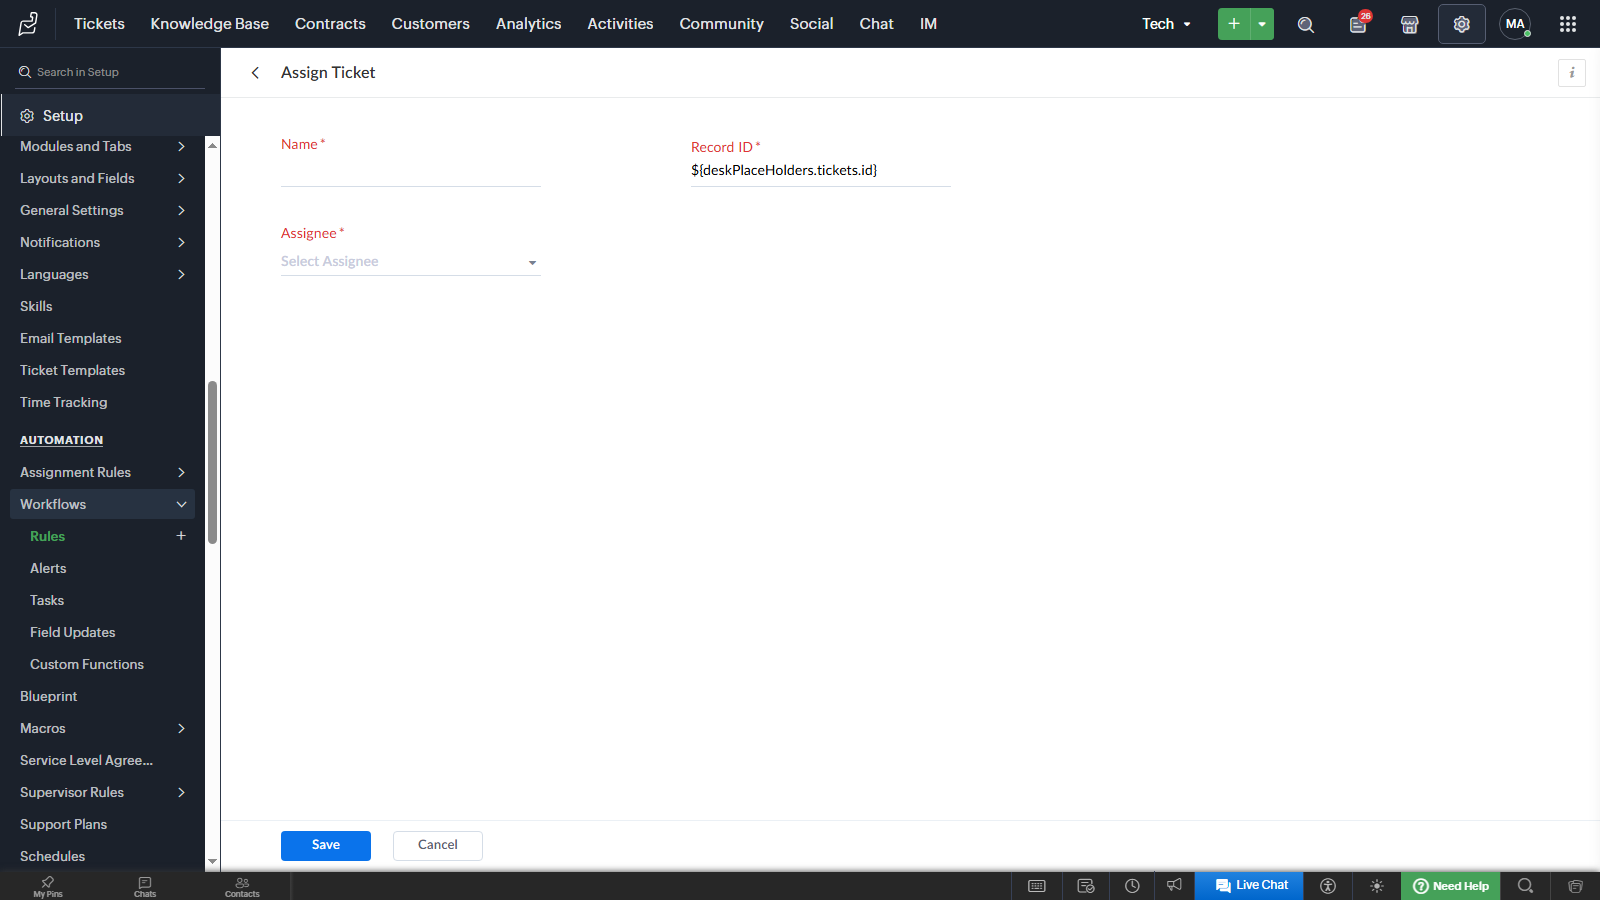 Tickets Knowledge Base Contracts Customers Analytics Activities Community Social Chat IM Tech 26 MA
Search in Setup
Assign Ticket
i
Setup
Modules and Tabs
Layouts and Fields
General Settings
Notifications
Languages
Skills
Email Templates
Ticket Templates
Time Tracking
AUTOMATION
Assignment Rules
Workflows
Rules +
Alerts
Tasks
Field Updates
Custom Functions
Blueprint
Macros
Service Level Agree...
Supervisor Rules
Support Plans
Schedules
Name *
Record ID *
${deskPlaceHolders.tickets.id}
Assignee *
Select Assignee
Save Cancel
My Pins Chats Contacts Live Chat Need Help